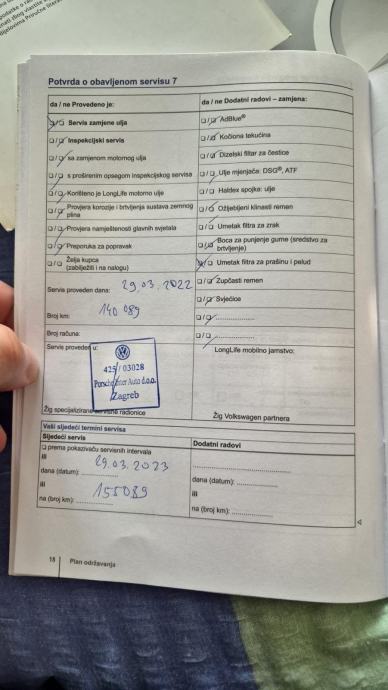 Potvrda o obavljenom servisu 7
da / ne Provedeno je:
da / ne Dodatni radovi – zamjena:
☑/☐ Servis zamjene ulja
☐/☑ Inspekcijski servis
☐/☑ sa zamjenom motornog ulja
☐/☑ s proširenim opsegom inspekcijskog servisa
☐/☑ Korišteno je LongLife motorno ulje
☐/☑ Provjera korozije i brtvljenja sustava zemnog
plina
☐/☑ Provjera namještenosti glavnih svjetala
☐/☑ Preporuka za popravak
☐/☐ Želja kupca
(zabilježiti i na nalogu)
☐/☑ AdBlue®
☐/☑ Kočiona tekućina
☐/☑ Dizelski filtar za čestice
☐/☑ Ulje mjenjača: DSG®, ATF
☐/☐ Haldex spojka: ulje
☐/☑ Ožljebljeni klinasti remen
☐/☑ Umetak filtra za zrak
☐/☑ Boca za punjenje gume (sredstvo za
brtvljenje)
☑/☐ Umetak filtra za prašinu i pelud
☐/☑ Zupčasti remen
☐/☑ Svjećice
☐/☑
☐/☑
Servis proveden dana: 29.03.2022
Broj km: 140 089
Broj računa:
Servis proveden u:
425/03028
Porsche Inter Auto d.o.o.
Zagreb
Žig specijalizirane servisne radionice
LongLife mobilno jamstvo:
Žig Volkswagen partnera
Vaši sljedeći termini servisa
Sljedeći servis
Dodatni radovi
☐ prema pokazivaču servisnih intervala
ili
dana (datum): 29.03.2023
ili
na (broj km): 155089
dana (datum):
ili
na (broj km):
18 | Plan održavanja